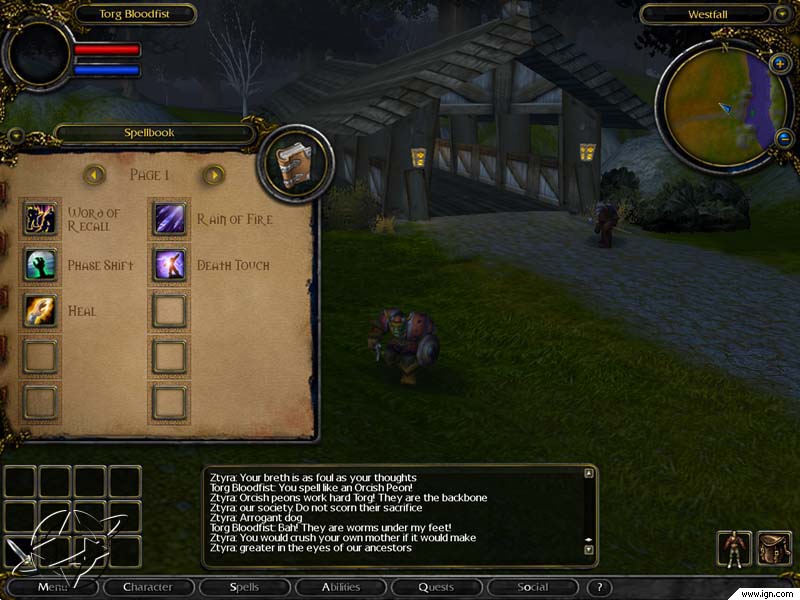 Torg Bloodfist
Westfall
N
Spellbook
Page 1
Word of
Recall
Rain of Fire
Phase Shift
Death Touch
Heal
Ztyra: Your breth is as foul as your thoughts
Torg Bloodfist: You spell like an Orcish Peon!
Ztyra: Orcish peons work hard Torg! They are the backbone
Ztyra: our society. Do not scorn their sacrifice
Ztyra: Arrogant dog
Torg Bloodfist: Bah! They are worms under my feet!
Ztyra: You would crush your own mother if it would make
Ztyra: greater in the eyes of our ancestors
Menu
Character
Spells
Abilities
Quests
Social
?
www.ign.com